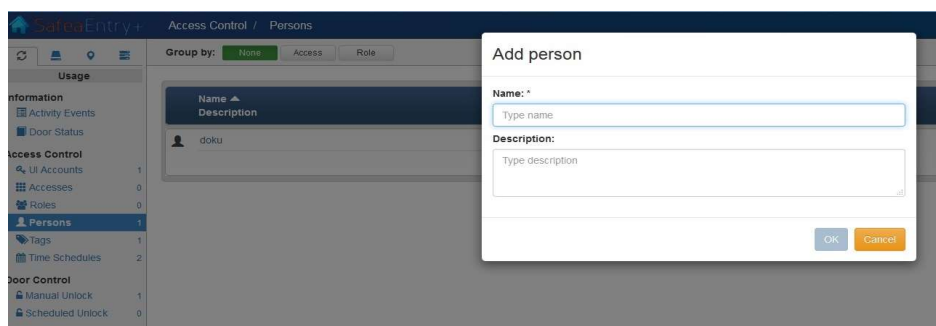 SafeaEntry+
Access Control / Persons
Group by: None Access Role
Usage
nformation
Activity Events
Door Status
Access Control
UI Accounts 1
Accesses 0
Roles 0
Persons 1
Tags 1
Time Schedules 2
Door Control
Manual Unlock 1
Scheduled Unlock 0
Name
Description
doku
Add person
Name: *
Type name
Description:
Type description
OK Cancel